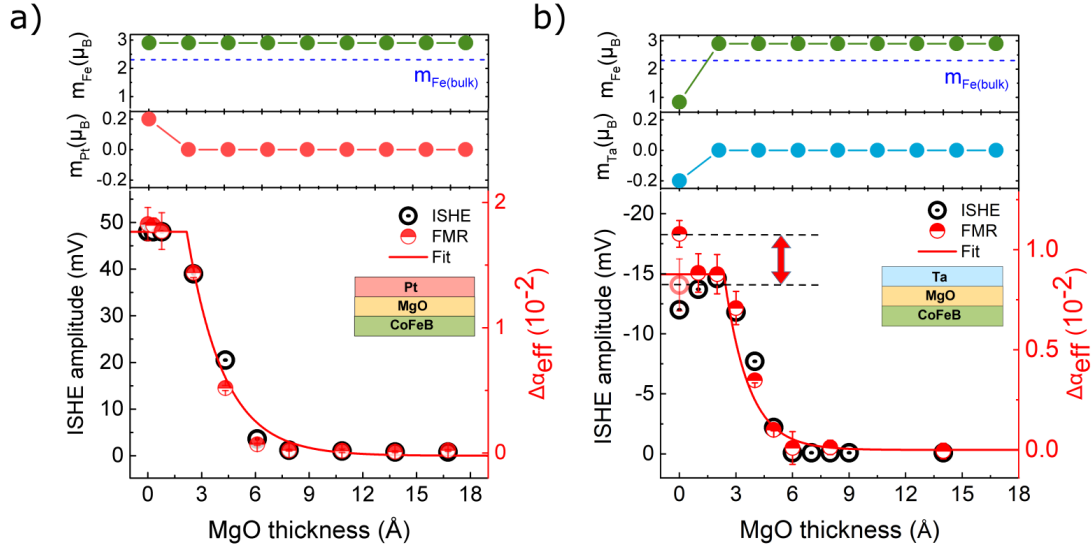 a)
3
2
1
m_Fe(μ_B)
m_Fe(bulk)
0.2
0.0
-0.2
m_Pt(μ_B)
50
40
30
20
10
0
ISHE amplitude (mV)
ISHE
FMR
Fit
Pt
MgO
CoFeB
2
1
0
Δα_eff (10⁻²)
0 3 6 9 12 15 18
MgO thickness (Å)
b)
3
2
1
m_Fe(μ_B)
m_Fe(bulk)
0.2
0.0
-0.2
m_Ta(μ_B)
-20
-15
-10
-5
0
ISHE amplitude (mV)
ISHE
FMR
Fit
Ta
MgO
CoFeB
1.0
0.5
0.0
Δα_eff (10⁻²)
0 3 6 9 12 15 18
MgO thickness (Å)